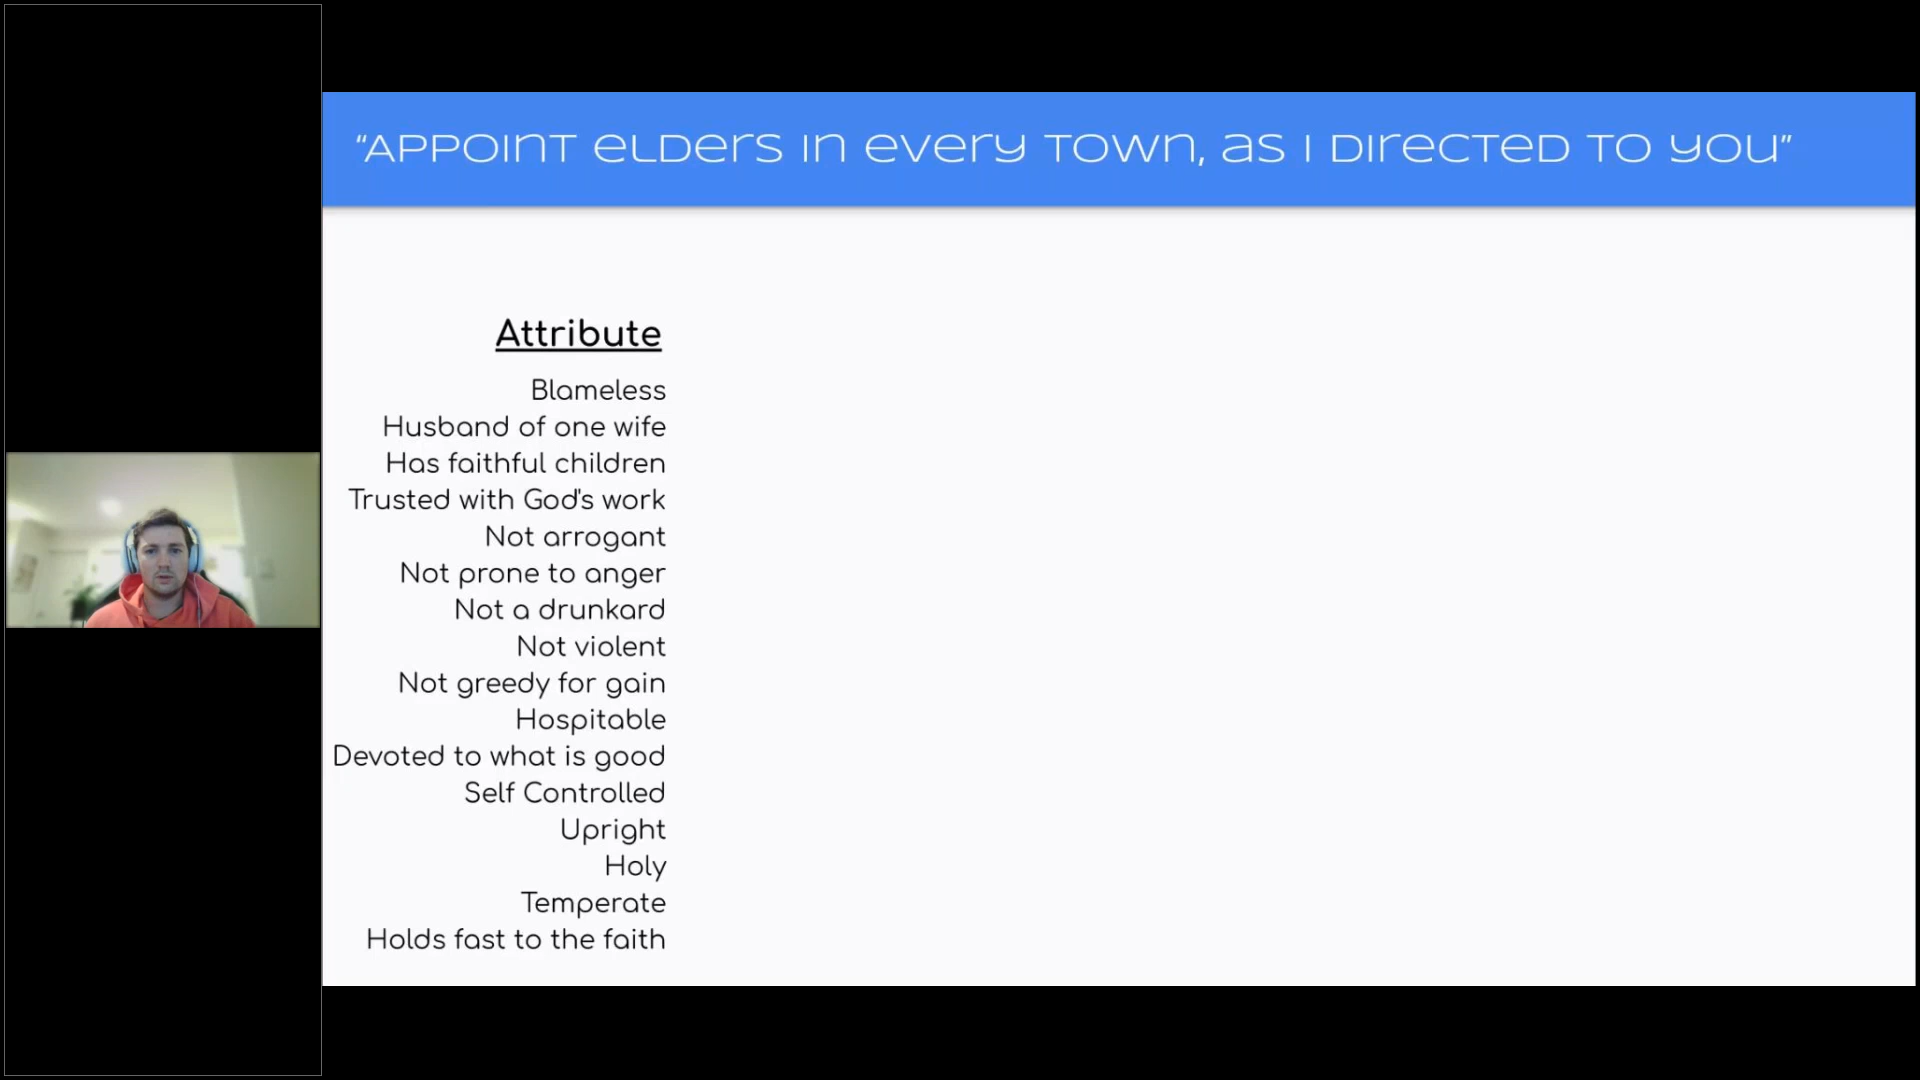 “Appoint elders in every town, as I directed to you”
Attribute
Blameless
Husband of one wife
Has faithful children
Trusted with God's work
Not arrogant
Not prone to anger
Not a drunkard
Not violent
Not greedy for gain
Hospitable
Devoted to what is good
Self Controlled
Upright
Holy
Temperate
Holds fast to the faith